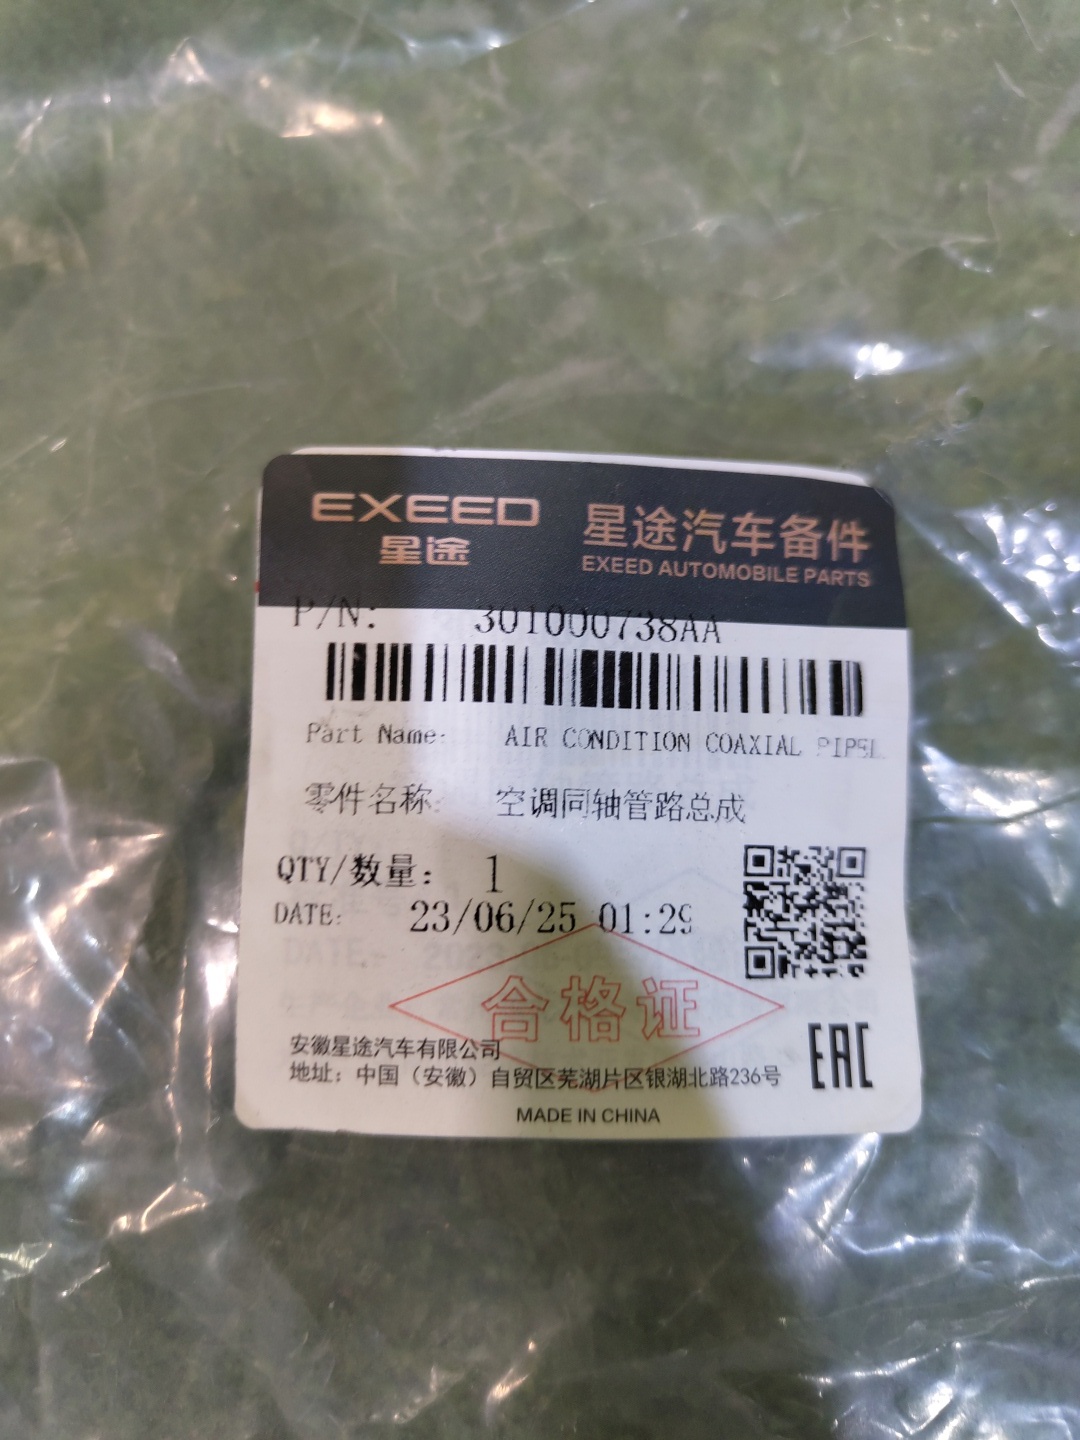 EXEED
星途
星途汽车备件
EXEED AUTOMOBILE PARTS
P/N: 301000738AA
Part Name: AIR CONDITION COAXIAL
零件名称: 空调同轴管路总成
QTY/数量: 1
DATE: 23/06/25 01:29
合格证
安徽星途汽车有限公司
地址：中国（安徽）自贸区芜湖片区银湖北路236号
EAC
MADE IN CHINA